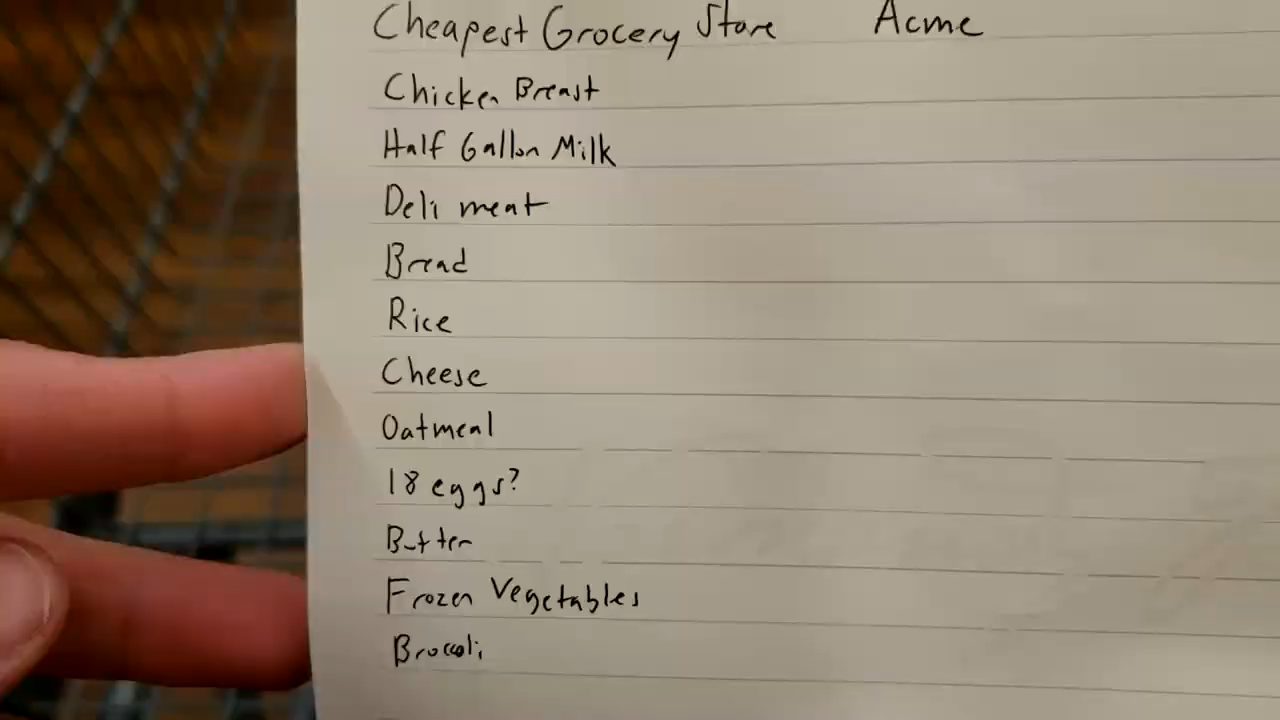 Cheapest Grocery Store Acme
Chicken Breast
Half Gallon Milk
Deli meat
Bread
Rice
Cheese
Oatmeal
18 eggs?
Butter
Frozen Vegetables
Broccoli